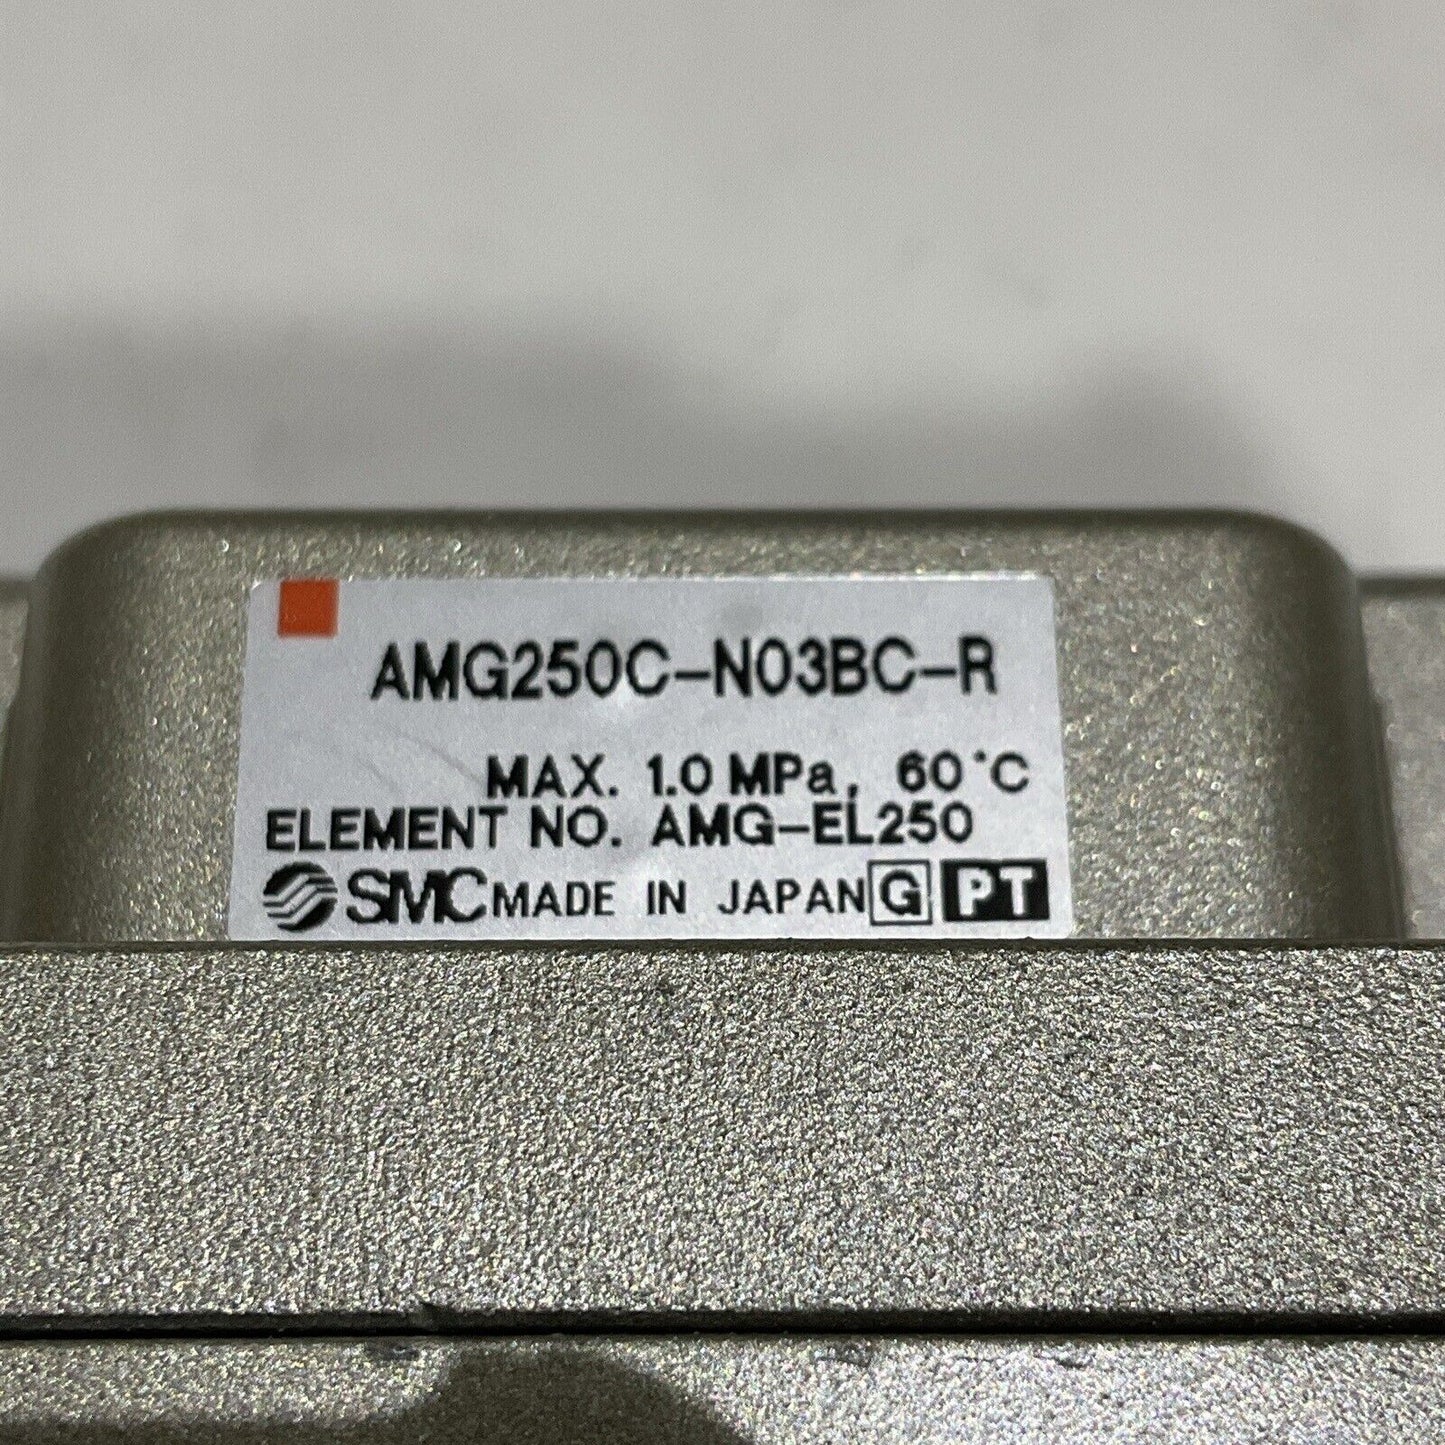 AMG250C-N03BC-R
MAX. 1.0 MPa, 60°C
ELEMENT NO. AMG-EL250
SMC MADE IN JAPAN G PT